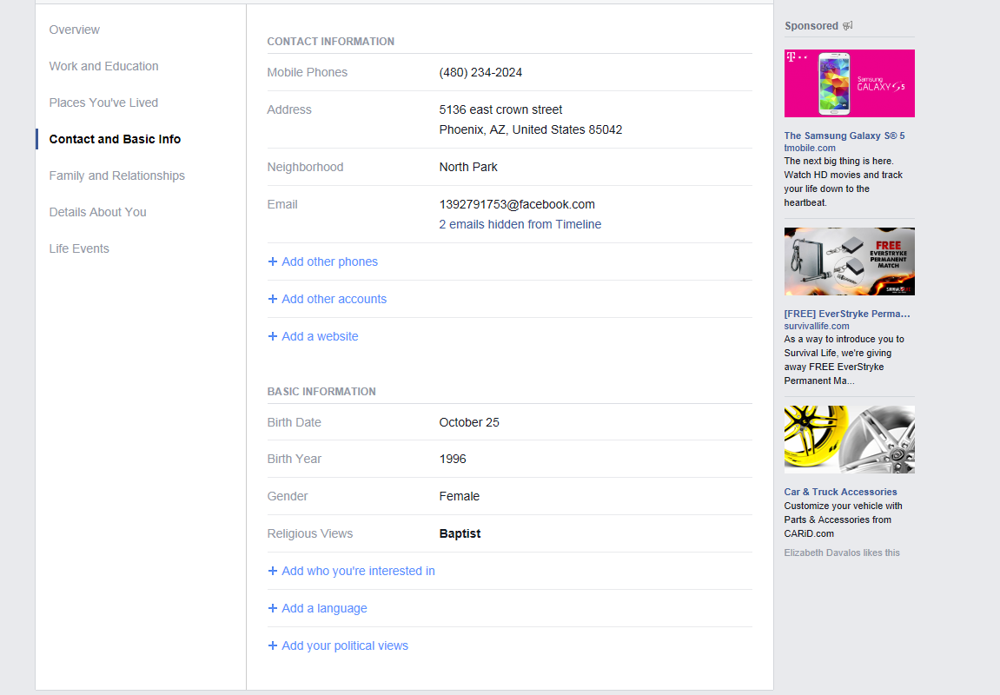 Overview
Work and Education
Places You've Lived
Contact and Basic Info
Family and Relationships
Details About You
Life Events
CONTACT INFORMATION
Mobile Phones (480) 234-2024
Address 5136 east crown street
Phoenix, AZ, United States 85042
Neighborhood North Park
Email 1392791753@facebook.com
2 emails hidden from Timeline
+ Add other phones
+ Add other accounts
+ Add a website
BASIC INFORMATION
Birth Date October 25
Birth Year 1996
Gender Female
Religious Views Baptist
+ Add who you're interested in
+ Add a language
+ Add your political views
Sponsored
T
Samsung
GALAXY S5
The Samsung Galaxy S® 5
tmobile.com
The next big thing is here.
Watch HD movies and track
your life down to the
heartbeat.
FREE
EVERSTRYKE
PERMANENT
MATCH
[FREE] EverStryke Perma...
survivallife.com
As a way to introduce you to
Survival Life, we're giving
away FREE EverStryke
Permanent Ma...
Car & Truck Accessories
Customize your vehicle with
Parts & Accessories from
CARiD.com
Elizabeth Davalos likes this